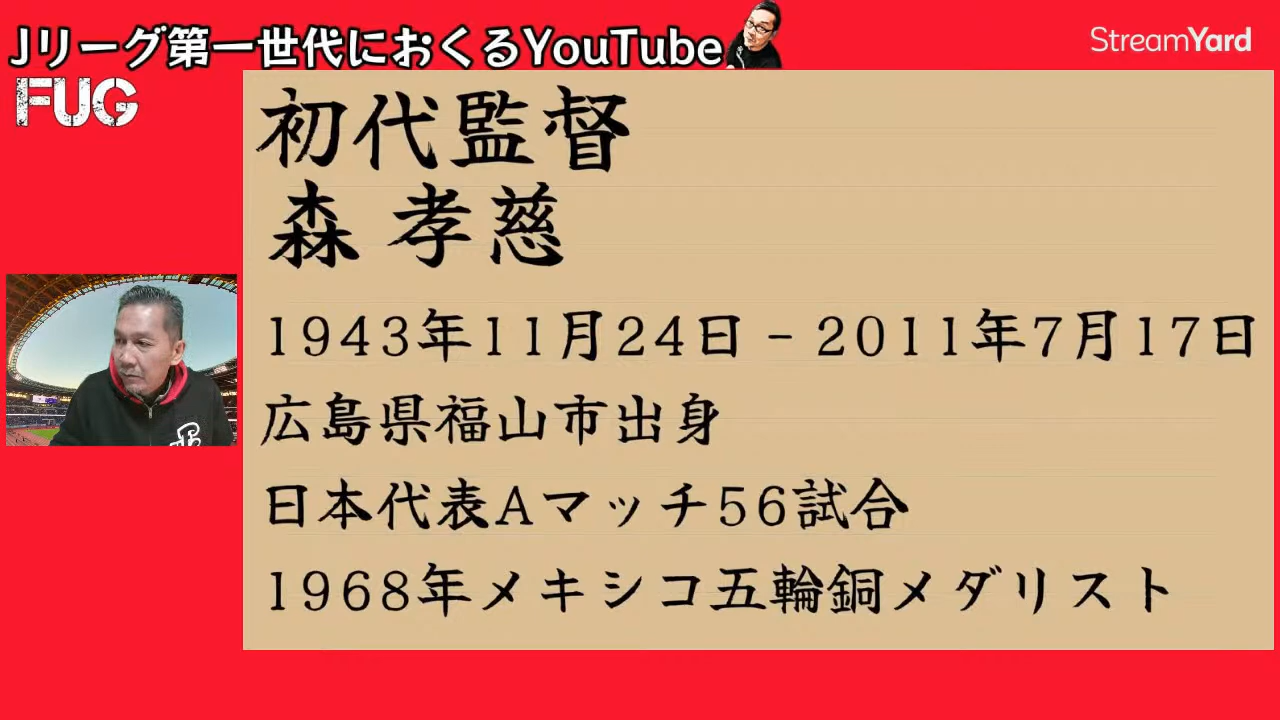 Jリーグ第一世代におくるYouTube
StreamYard
FUG
初代監督
森 孝慈
1943年11月24日 - 2011年7月17日
広島県福山市出身
日本代表Aマッチ56試合
1968年メキシコ五輪銅メダリスト